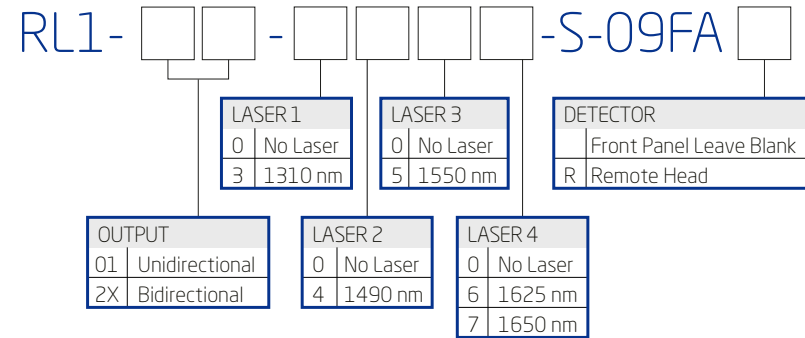 RL1- - -S-09FA
LASER 1
0 No Laser
3 1310 nm
LASER 3
0 No Laser
5 1550 nm
DETECTOR
Front Panel Leave Blank
R Remote Head
OUTPUT
01 Unidirectional
2X Bidirectional
LASER 2
0 No Laser
4 1490 nm
LASER 4
0 No Laser
6 1625 nm
7 1650 nm